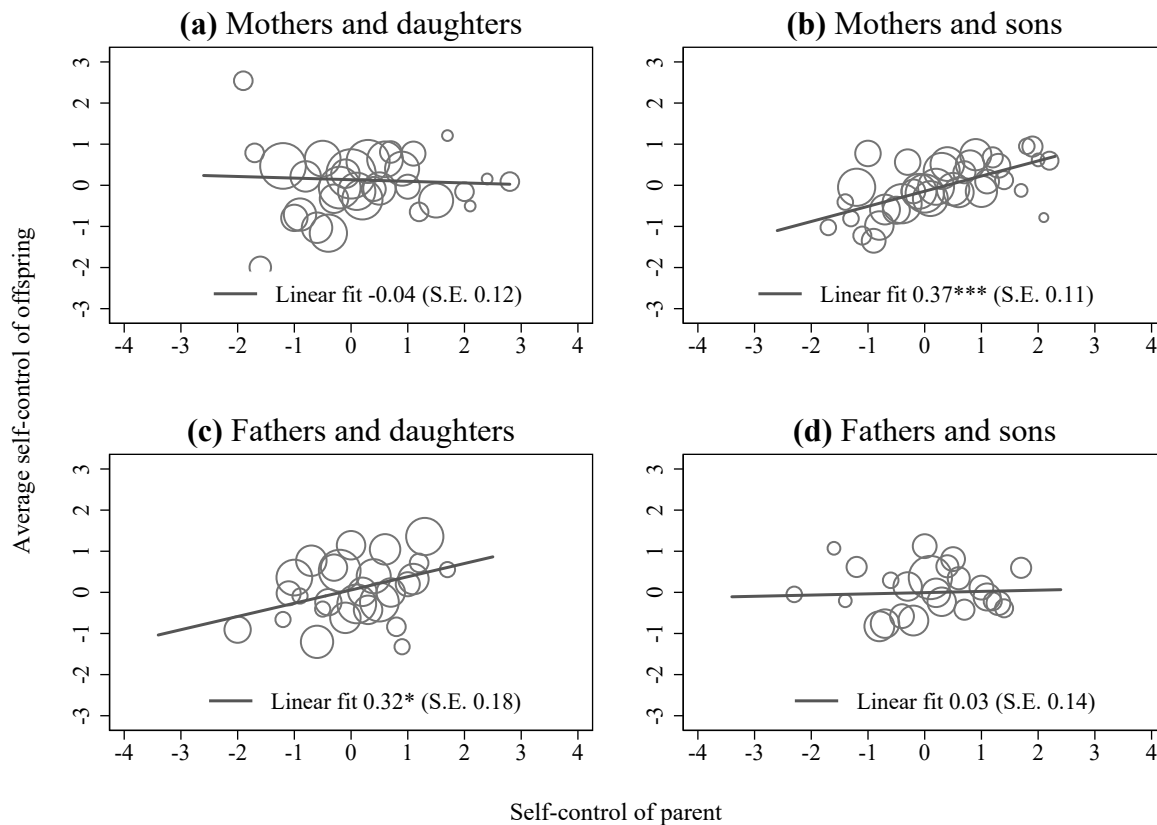 (a) Mothers and daughters
(b) Mothers and sons
3
2
1
0
-1
-2
-3
Linear fit -0.04 (S.E. 0.12)
-4 -3 -2 -1 0 1 2 3 4
3
2
1
0
-1
-2
-3
Linear fit 0.37*** (S.E. 0.11)
-4 -3 -2 -1 0 1 2 3 4
Average self-control of offspring
(c) Fathers and daughters
(d) Fathers and sons
3
2
1
0
-1
-2
-3
Linear fit 0.32* (S.E. 0.18)
-4 -3 -2 -1 0 1 2 3 4
3
2
1
0
-1
-2
-3
Linear fit 0.03 (S.E. 0.14)
-4 -3 -2 -1 0 1 2 3 4
Self-control of parent